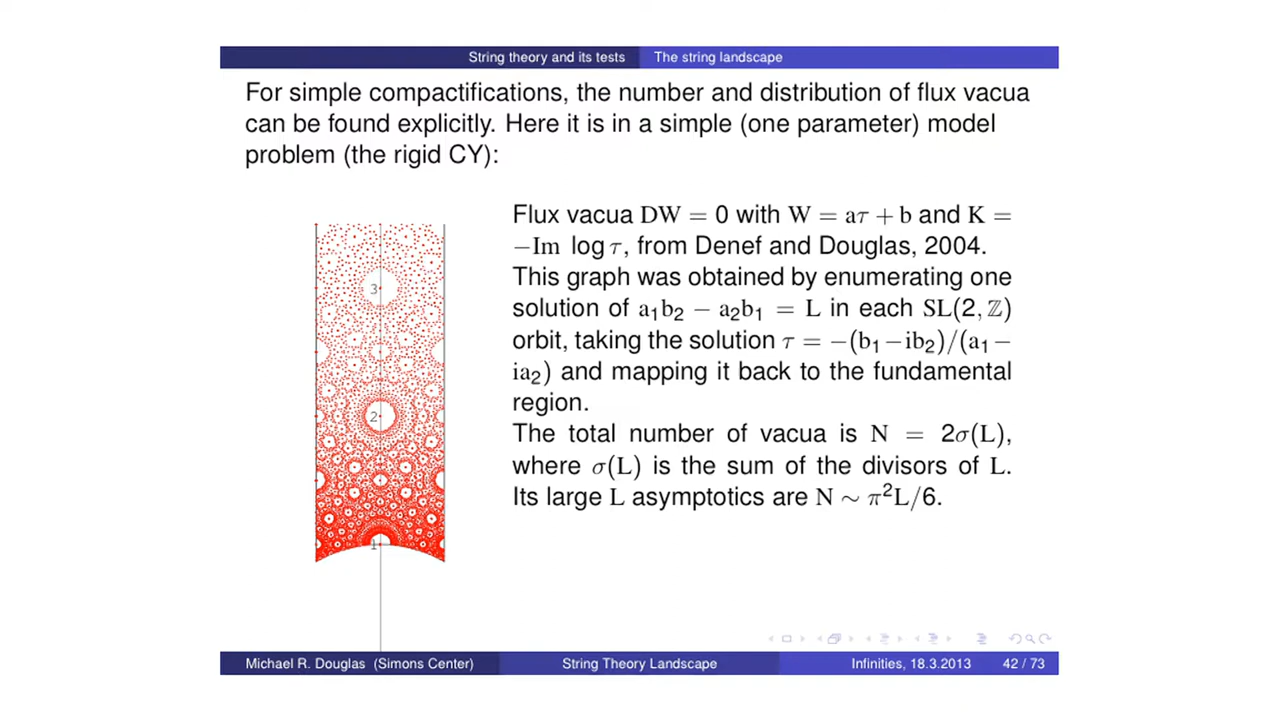 String theory and its tests The string landscape
For simple compactifications, the number and distribution of flux vacua
can be found explicitly. Here it is in a simple (one parameter) model
problem (the rigid CY):
Flux vacua DW = 0 with W = aτ + b and K =
−Im log τ, from Denef and Douglas, 2004.
This graph was obtained by enumerating one
solution of a₁b₂ − a₂b₁ = L in each SL(2, ℤ)
orbit, taking the solution τ = −(b₁−ib₂)/(a₁−
ia₂) and mapping it back to the fundamental
region.
The total number of vacua is N = 2σ(L),
where σ(L) is the sum of the divisors of L.
Its large L asymptotics are N ∼ π²L/6.
3
2
1
Michael R. Douglas (Simons Center) String Theory Landscape Infinities, 18.3.2013 42 / 73